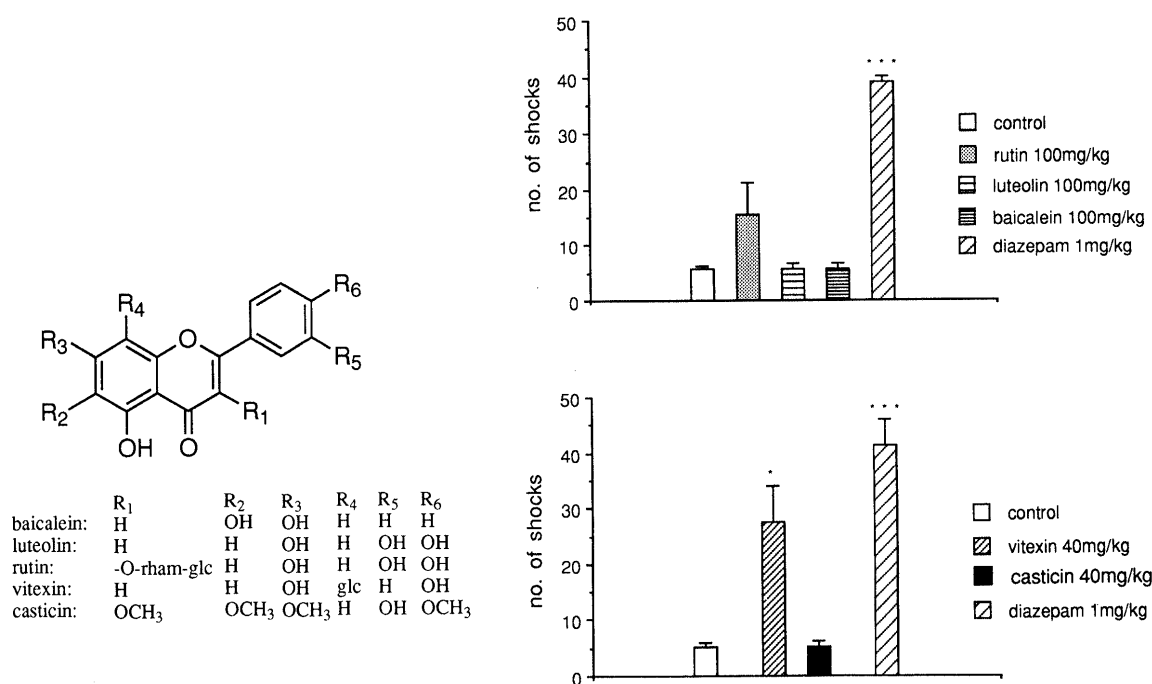 R4
R6
R3
O
R5
R2
R1
OH
O
R1 R2 R3 R4 R5 R6
baicalein: H OH OH H H H
luteolin: H H OH H OH OH
rutin: -O-rham-glc H OH H OH OH
vitexin: H H OH glc H OH
casticin: OCH3 OCH3 OCH3 H OH OCH3
50
40
30
20
10
0
no. of shocks
* * *
control
rutin 100mg/kg
luteolin 100mg/kg
baicalein 100mg/kg
diazepam 1mg/kg
50
40
30
20
10
0
no. of shocks
*
* * *
control
vitexin 40mg/kg
casticin 40mg/kg
diazepam 1mg/kg